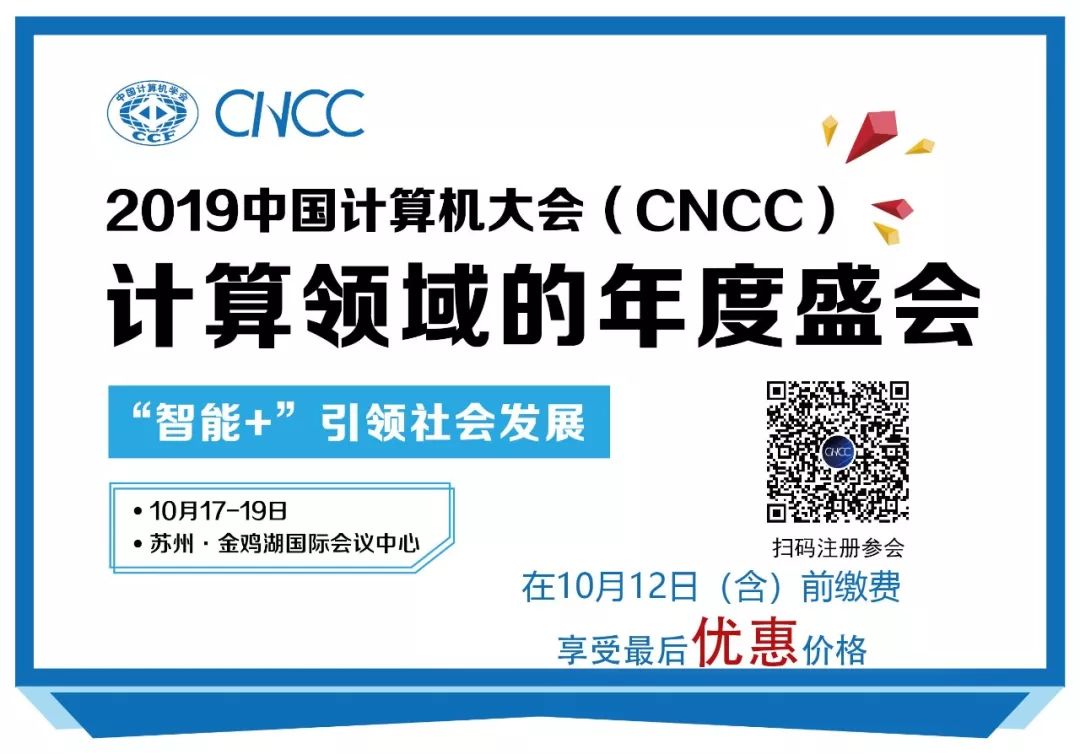 中国计算机学会
CCF
CNCC
2019中国计算机大会（CNCC）
计算领域的年度盛会
“智能+”引领社会发展
• 10月17-19日
• 苏州·金鸡湖国际会议中心
CNCC
扫码注册参会
在10月12日（含）前缴费
享受最后优惠价格